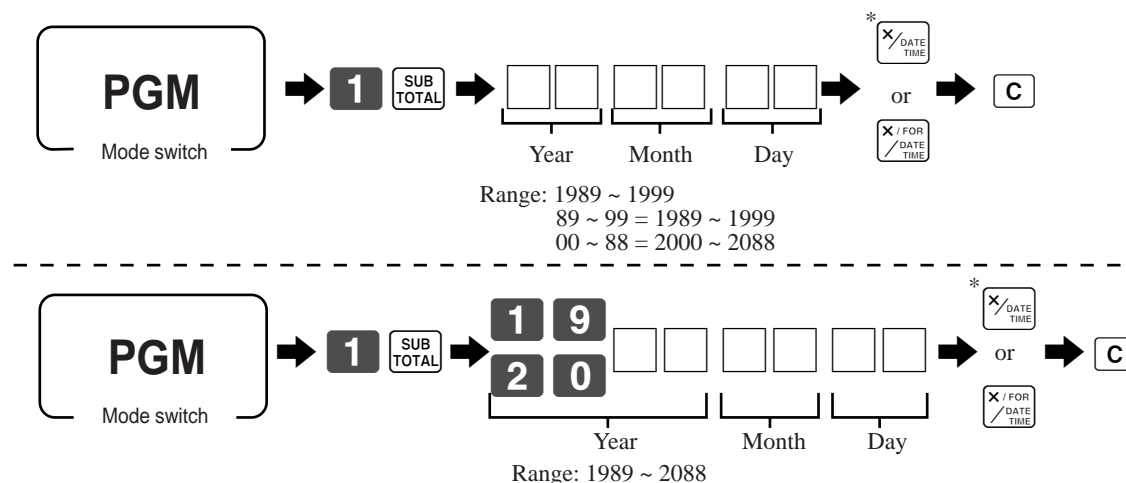 *
×/DATE
TIME
PGM
1 SUB
TOTAL
or
C
Mode switch
×/FOR
/DATE
TIME
Year Month Day
Range: 1989 ~ 1999
89 ~ 99 = 1989 ~ 1999
00 ~ 88 = 2000 ~ 2088
*
×/DATE
TIME
1 9
PGM
1 SUB
TOTAL
or
C
2 0
Mode switch
×/FOR
/DATE
TIME
Year Month Day
Range: 1989 ~ 2088